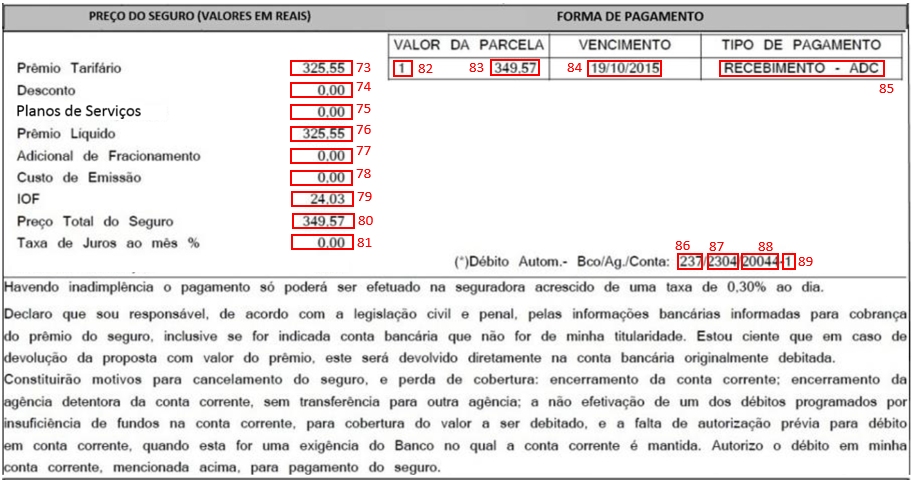 PREÇO DO SEGURO (VALORES EM REAIS) FORMA DE PAGAMENTO
VALOR DA PARCELA VENCIMENTO TIPO DE PAGAMENTO
Prêmio Tarifário 325,55 73 1 82 83 349,57 84 19/10/2015 RECEBIMENTO - ADC
Desconto 0,00 74 85
Planos de Serviços 0,00 75
Prêmio Líquido 325,55 76
Adicional de Fracionamento 0,00 77
Custo de Emissão 0,00 78
IOF 24,03 79
Preço Total do Seguro 349,57 80
Taxa de Juros ao mês % 0,00 81
86 87 88
(*)Débito Autom.- Bco/Ag./Conta: 237/2304/20044-1 89
Havendo inadimplência o pagamento só poderá ser efetuado na seguradora acrescido de uma taxa de 0,30% ao dia.
Declaro que sou responsável, de acordo com a legislação civil e penal, pelas informações bancárias informadas para cobrança
do prêmio do seguro, inclusive se for indicada conta bancária que não for de minha titularidade. Estou ciente que em caso de
devolução da proposta com valor do prêmio, este será devolvido diretamente na conta bancária originalmente debitada.
Constituirão motivos para cancelamento do seguro, e perda de cobertura: encerramento da conta corrente; encerramento da
agência detentora da conta corrente, sem transferência para outra agência; a não efetivação de um dos débitos programados por
insuficiência de fundos na conta corrente, para cobertura do valor a ser debitado, e a falta de autorização prévia para débito
em conta corrente, quando esta for uma exigência do Banco no qual a conta corrente é mantida. Autorizo o débito em minha
conta corrente, mencionada acima, para pagamento do seguro.